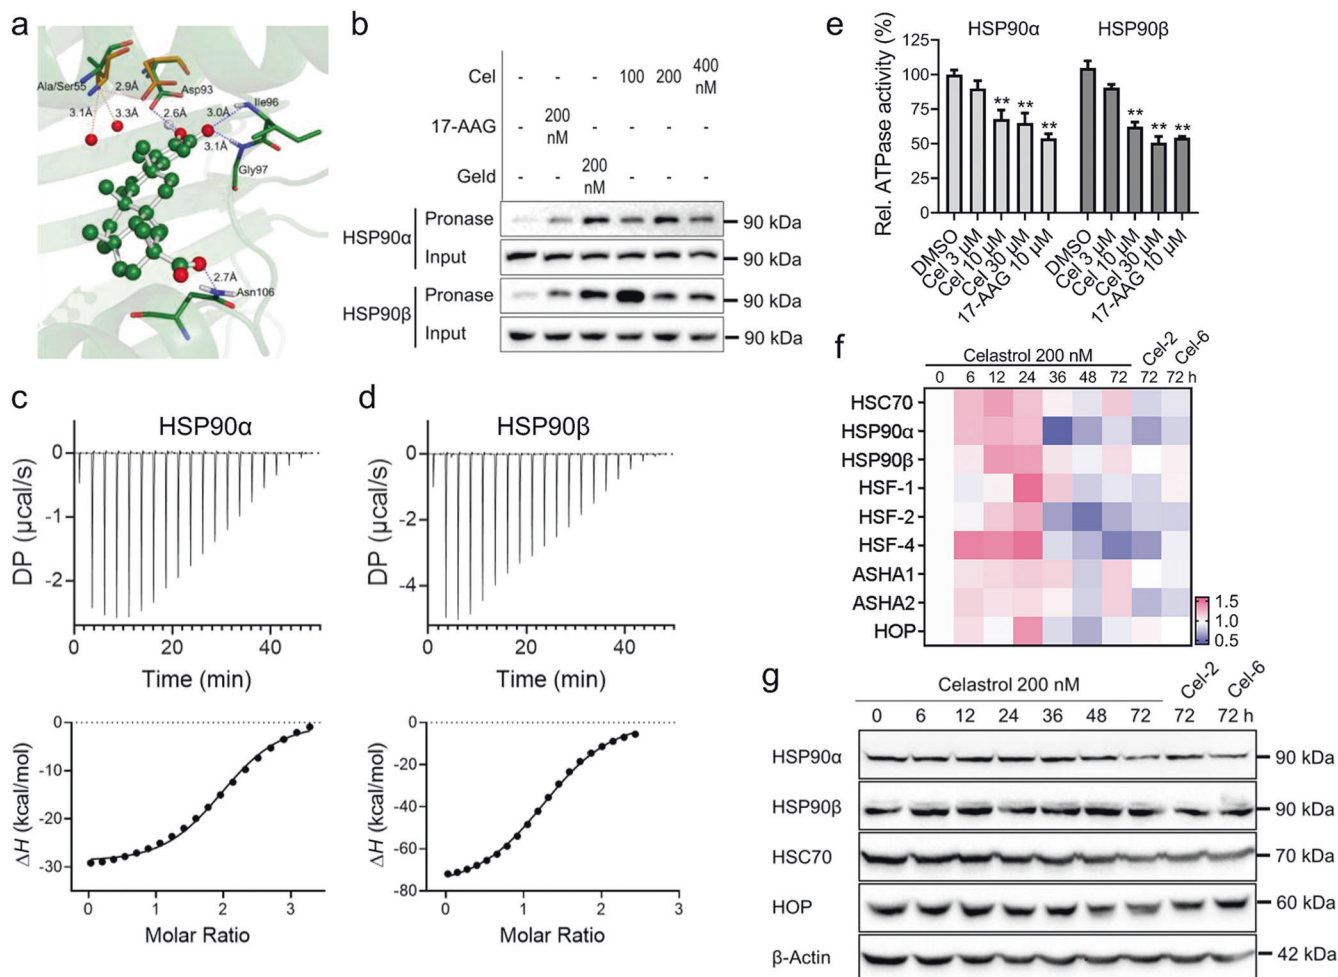 a
Ala/Ser55
2.9Å
Asp93
3.1Å
3.3Å
2.6Å
3.0Å
Ile96
3.1Å
Gly97
2.7Å
Asn106
b
Cel - - - 100 200 400 nM
17-AAG - 200 nM - - - -
Geld - - 200 nM - - -
HSP90α
Pronase 90 kDa
Input 90 kDa
HSP90β
Pronase 90 kDa
Input 90 kDa
c
HSP90α
DP (µcal/s)
0
-1
-2
0 20 40
Time (min)
ΔH (kcal/mol)
0
-10
-20
-30
0 1 2 3
Molar Ratio
d
HSP90β
DP (µcal/s)
0
-2
-4
0 20 40
Time (min)
ΔH (kcal/mol)
0
-20
-40
-60
-80
0 1 2 3
Molar Ratio
e
HSP90α HSP90β
Rel. ATPase activity (%)
125
100
75
50
25
0
** ** ** ** ** **
DMSO
Cel 3 µM
Cel 10 µM
Cel 30 µM
17-AAG 10 µM
DMSO
Cel 3 µM
Cel 10 µM
Cel 30 µM
17-AAG 10 µM
f
Celastrol 200 nM Cel-2 Cel-6
0 6 12 24 36 48 72 72 72 h
HSC70
HSP90α
HSP90β
HSF-1
HSF-2
HSF-4
ASHA1
ASHA2
HOP
1.5
1.0
0.5
g
Celastrol 200 nM Cel-2 Cel-6
0 6 12 24 36 48 72 72 72 h
HSP90α 90 kDa
HSP90β 90 kDa
HSC70 70 kDa
HOP 60 kDa
β-Actin 42 kDa